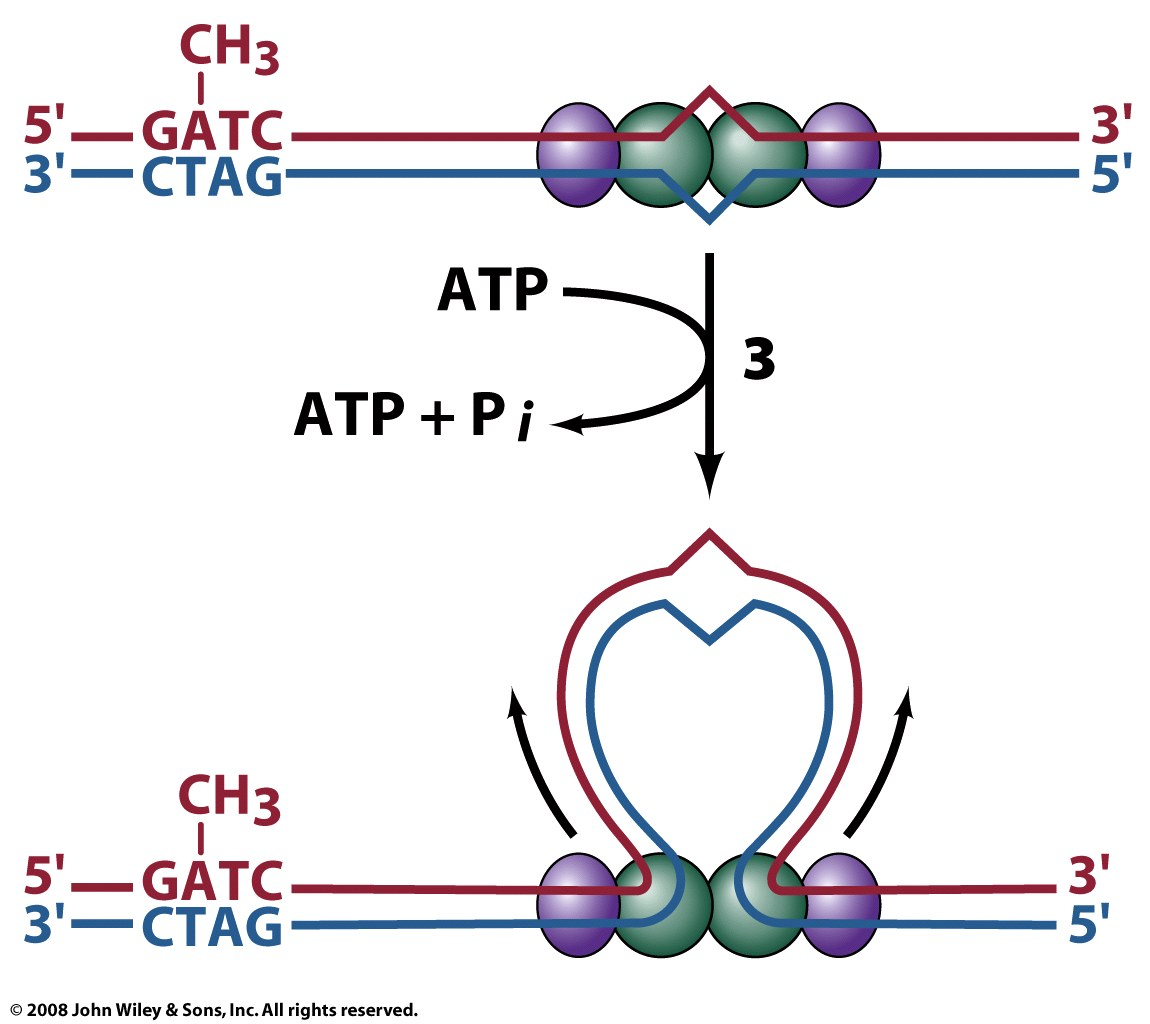 CH3
5' GATC 3'
3' CTAG 5'
ATP
3
ATP + Pi
CH3
5' GATC 3'
3' CTAG 5'
© 2008 John Wiley & Sons, Inc. All rights reserved.